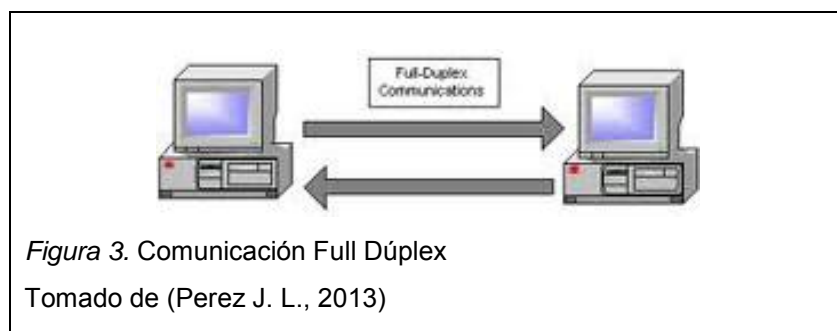 Full-Duplex
Communications
Figura 3. Comunicación Full Dúplex
Tomado de (Perez J. L., 2013)